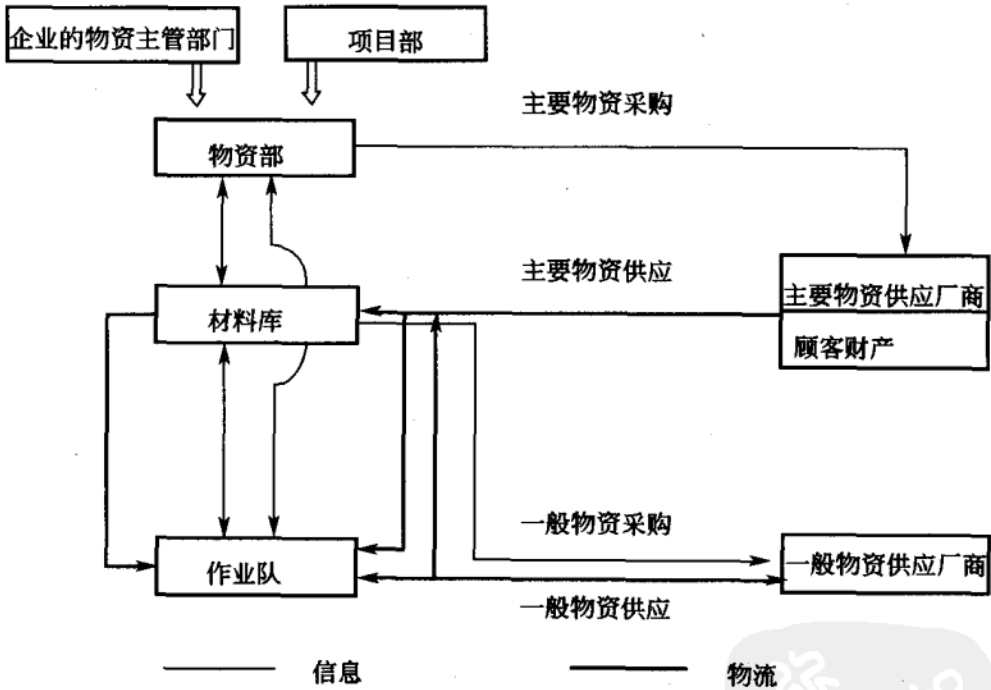 企业的物资主管部门
项目部
主要物资采购
物资部
主要物资供应
主要物资供应厂商
材料库
顾客财产
一般物资采购
一般物资供应厂商
作业队
一般物资供应
信息
物流